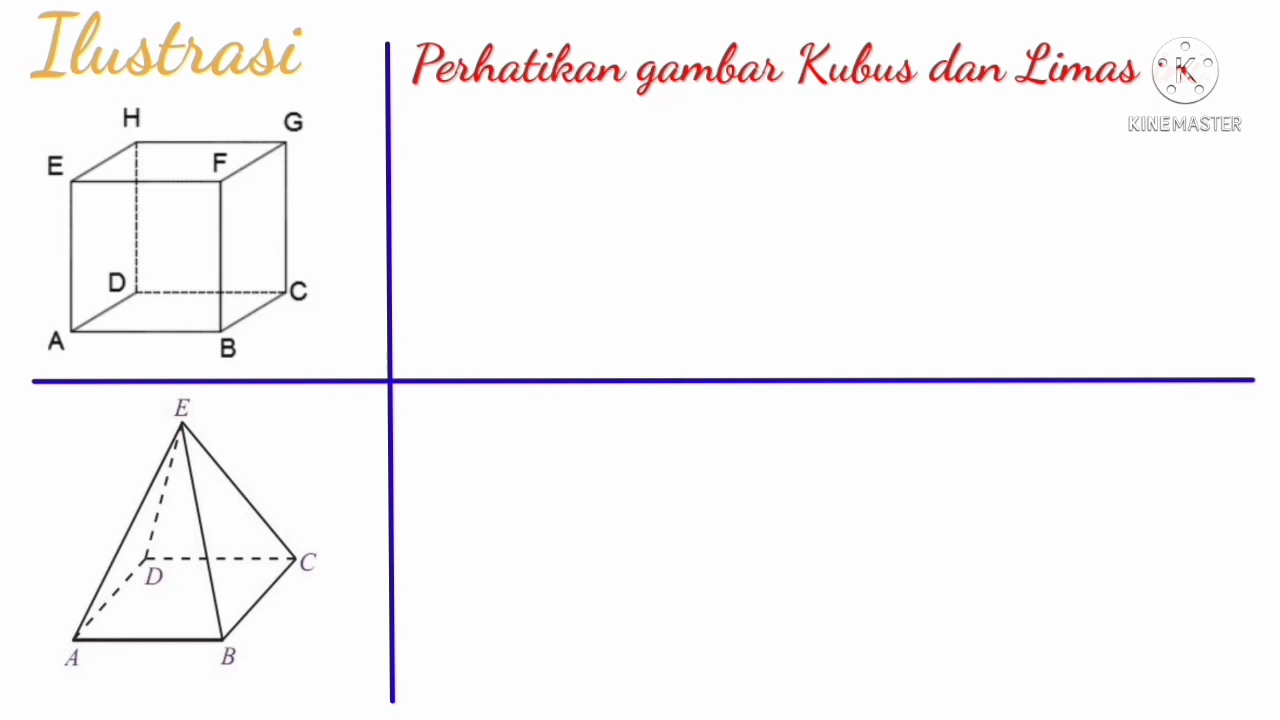 Ilustrasi
Perhatikan gambar Kubus dan Limas
K
KINEMASTER
H
G
E
F
D
C
A
B
E
D
C
A
B